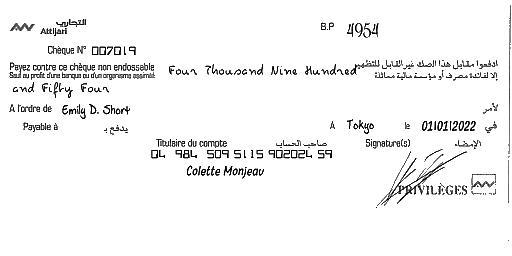 التجاري
Attijari
B.P 4954
Chèque N° 007019
Payez contre ce chèque non endossable
Sauf au profit d'une banque ou d'un organisme assimilé
Four Thousand Nine Hundred
ادفعوا مقابل هذا الصك غير القابل للتظهير
إلا لفائدة مصرف أو مؤسسة مالية مماثلة
and Fifty Four
A l'ordre de Emily D. Short لأمر
Payable à يدفع بـ
A Tokyo le 01/01/2022 في
Titulaire du compte صاحب الحساب Signature(s) الإمضاء
04 984 509 5115 902024 59
Colette Monjeau
PRIVILÈGES